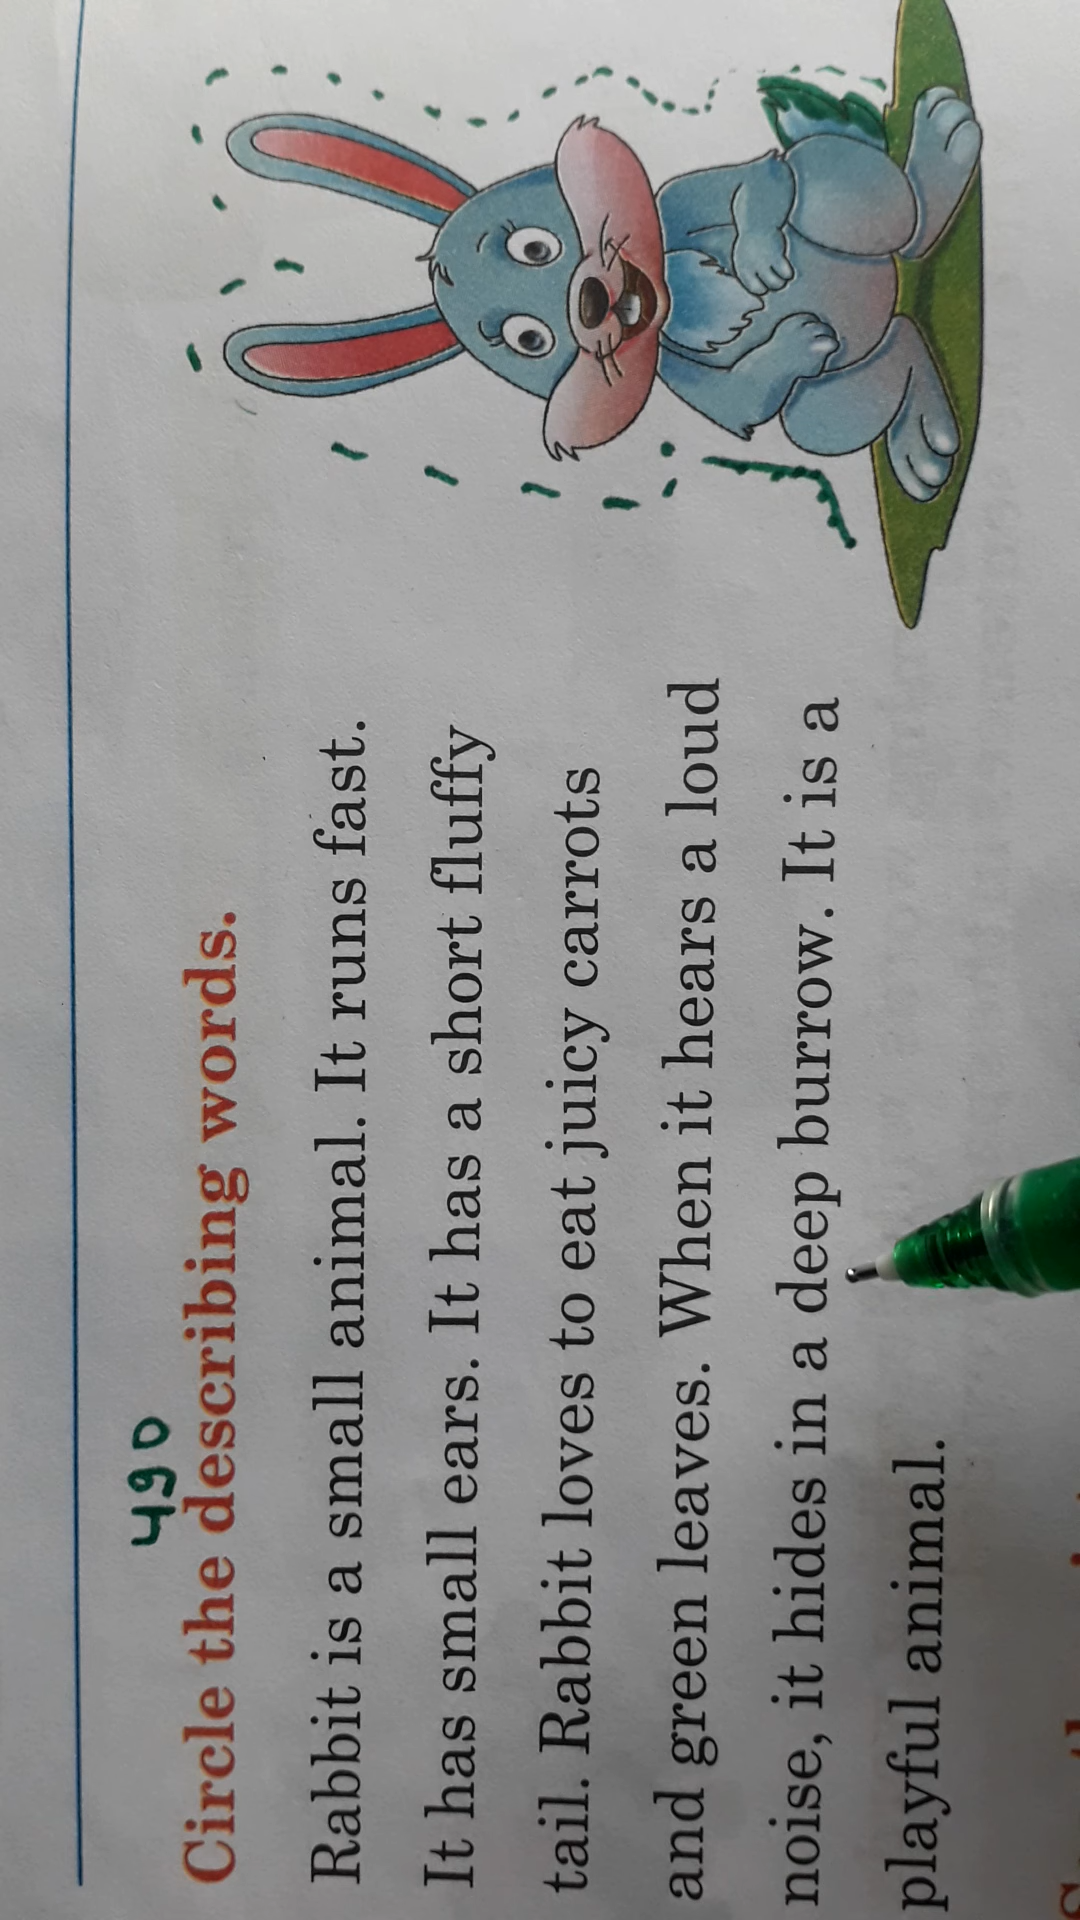 490
Circle the describing words.
Rabbit is a small animal. It runs fast.
It has small ears. It has a short fluffy
tail. Rabbit loves to eat juicy carrots
and green leaves. When it hears a loud
noise, it hides in a deep burrow. It is a
playful animal.